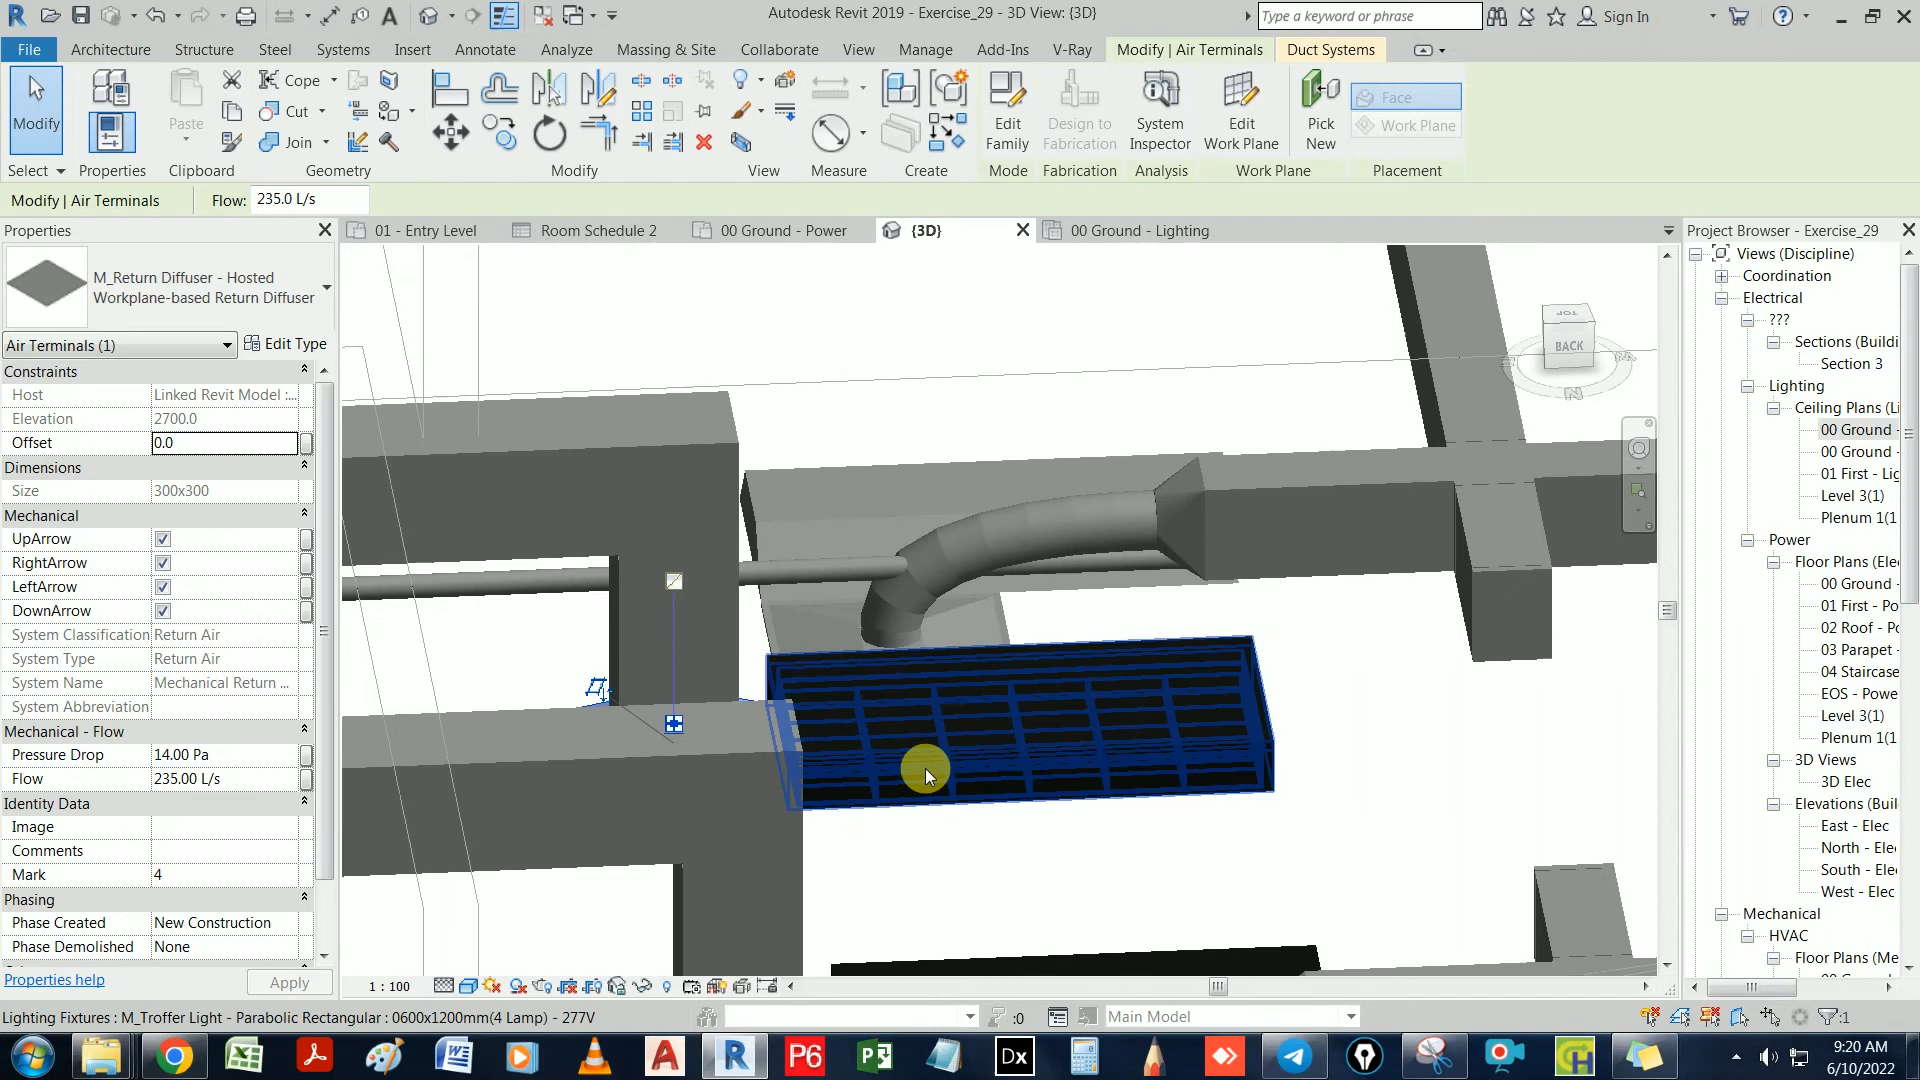 Autodesk Revit 2019 - Exercise_29 - 3D View: {3D}
Type a keyword or phrase
Sign In
File
Architecture
Structure
Steel
Systems
Insert
Annotate
Analyze
Massing & Site
Collaborate
View
Manage
Add-Ins
V-Ray
Modify | Air Terminals
Duct Systems
Modify
Paste
Cope
Cut
Join
Edit
Family
Design to
Fabrication
System
Inspector
Edit
Work Plane
Pick
New
Face
Work Plane
Select
Properties
Clipboard
Geometry
Modify
View
Measure
Create
Mode
Fabrication
Analysis
Work Plane
Placement
Modify | Air Terminals
Flow:
235.0 L/s
Properties
01 - Entry Level
Room Schedule 2
00 Ground - Power
{3D}
00 Ground - Lighting
Project Browser - Exercise_29
M_Return Diffuser - Hosted
Workplane-based Return Diffuser
Air Terminals (1)
Edit Type
Constraints
Host
Linked Revit Model :...
Elevation
2700.0
Offset
0.0
Dimensions
Size
300x300
Mechanical
UpArrow
RightArrow
LeftArrow
DownArrow
System Classification
Return Air
System Type
Return Air
System Name
Mechanical Return ...
System Abbreviation
Mechanical - Flow
Pressure Drop
14.00 Pa
Flow
235.00 L/s
Identity Data
Image
Comments
Mark
4
Phasing
Phase Created
New Construction
Phase Demolished
None
Properties help
Apply
TOP
BACK
N
Views (Discipline)
Coordination
Electrical
???
Sections (Buildi
Section 3
Lighting
Ceiling Plans (Li
00 Ground -
00 Ground -
01 First - Lig
Level 3(1)
Plenum 1(1
Power
Floor Plans (Ele
00 Ground -
01 First - Po
02 Roof - Po
03 Parapet -
04 Staircase
EOS - Powe
Level 3(1)
Plenum 1(1
3D Views
3D Elec
Elevations (Buil
East - Elec
North - Ele
South - Ele
West - Elec
Mechanical
HVAC
Floor Plans (Me
1 : 100
Lighting Fixtures : M_Troffer Light - Parabolic Rectangular : 0600x1200mm(4 Lamp) - 277V
:0
Main Model
:1
P6
Dx
9:20 AM
6/10/2022